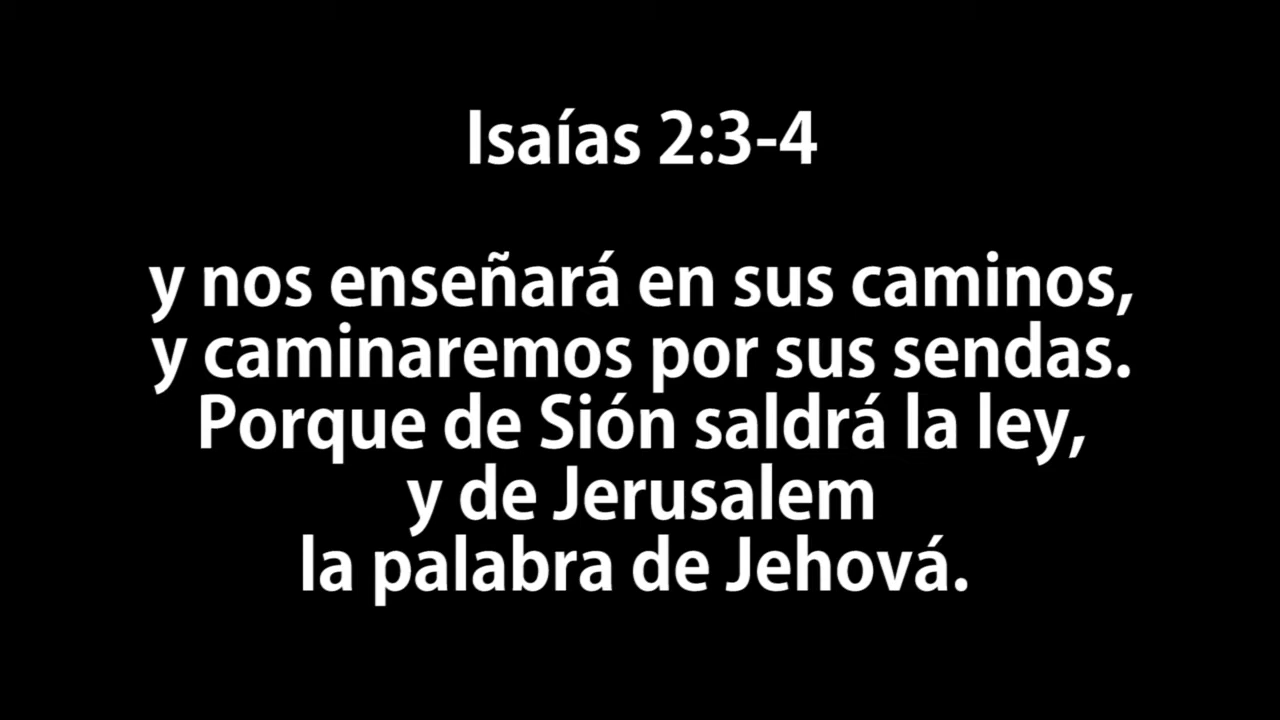 Isaías 2:3-4
y nos enseñará en sus caminos,
y caminaremos por sus sendas.
Porque de Sión saldrá la ley,
y de Jerusalem
la palabra de Jehová.